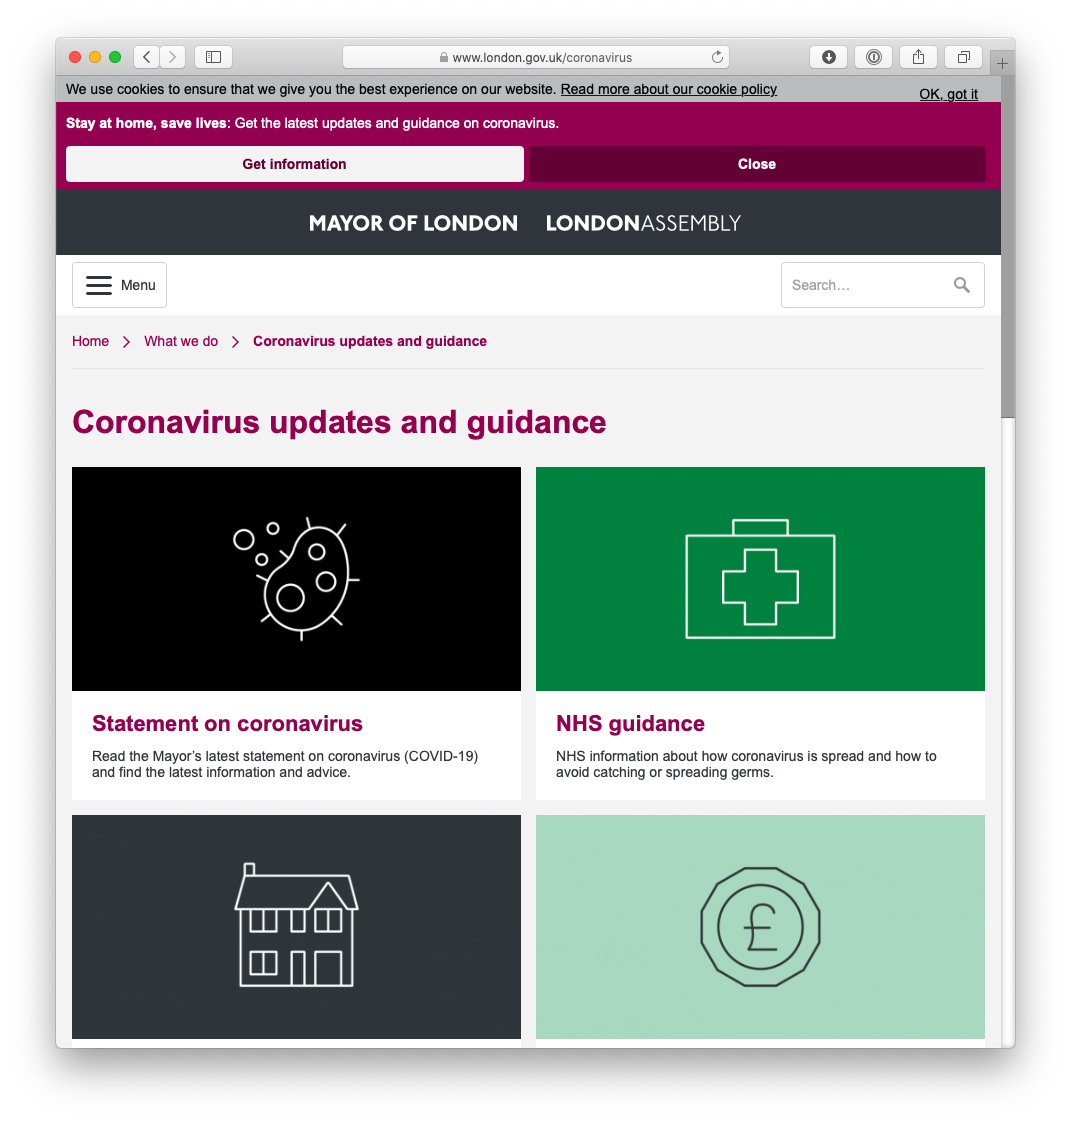 www.london.gov.uk/coronavirus
We use cookies to ensure that we give you the best experience on our website. Read more about our cookie policy
OK, got it
Stay at home, save lives: Get the latest updates and guidance on coronavirus.
Get information
Close
MAYOR OF LONDON
LONDONASSEMBLY
Menu
Search…
Home
What we do
Coronavirus updates and guidance
Coronavirus updates and guidance
Statement on coronavirus
Read the Mayor’s latest statement on coronavirus (COVID-19)
and find the latest information and advice.
NHS guidance
NHS information about how coronavirus is spread and how to
avoid catching or spreading germs.
£